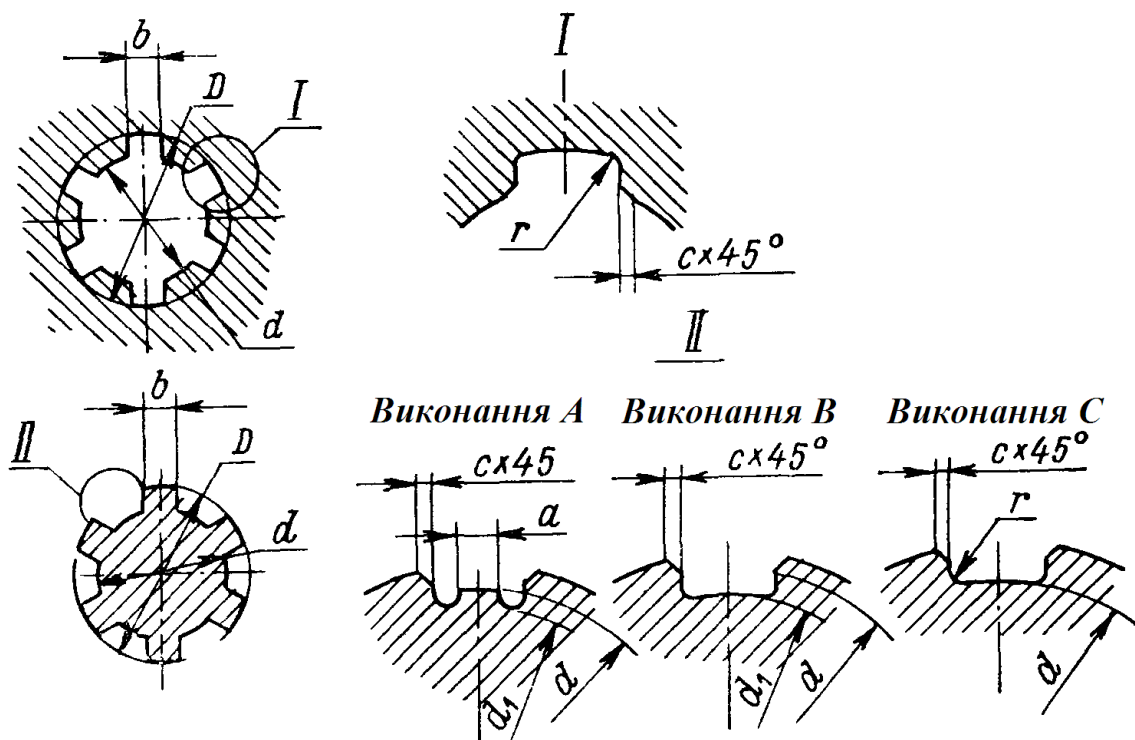 b
D
I
d
I
r
c×45°
II
b
D
II
d
Виконання А
c×45
a
d₁
d
Виконання В
c×45°
d₁
d
Виконання С
c×45°
r
d